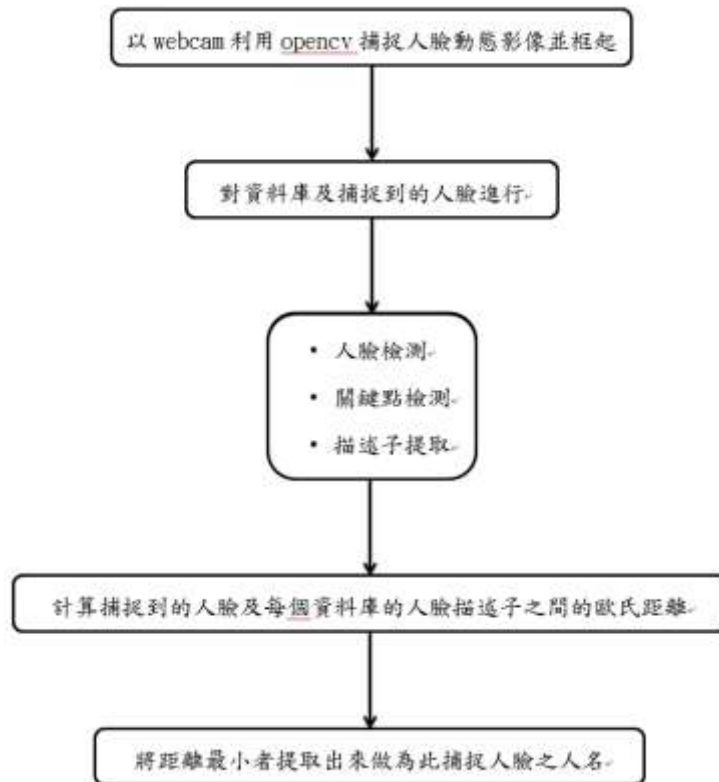 以 webcam 利用 opencv 捕捉人臉動態影像並框起
對資料庫及捕捉到的人臉進行
• 人臉檢測
• 關鍵點檢測
• 描述子提取
計算捕捉到的人臉及每個資料庫的人臉描述子之間的歐氏距離
將距離最小者提取出來做為此捕捉人臉之人名